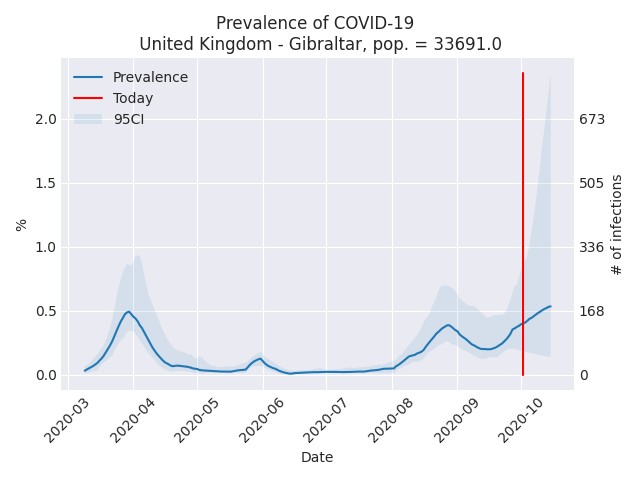 Prevalence of COVID-19
United Kingdom - Gibraltar, pop. = 33691.0
Prevalence
Today
95CI
2.0
1.5
1.0
0.5
0.0
%
673
505
336
168
0
# of infections
2020-03
2020-04
2020-05
2020-06
2020-07
2020-08
2020-09
2020-10
Date